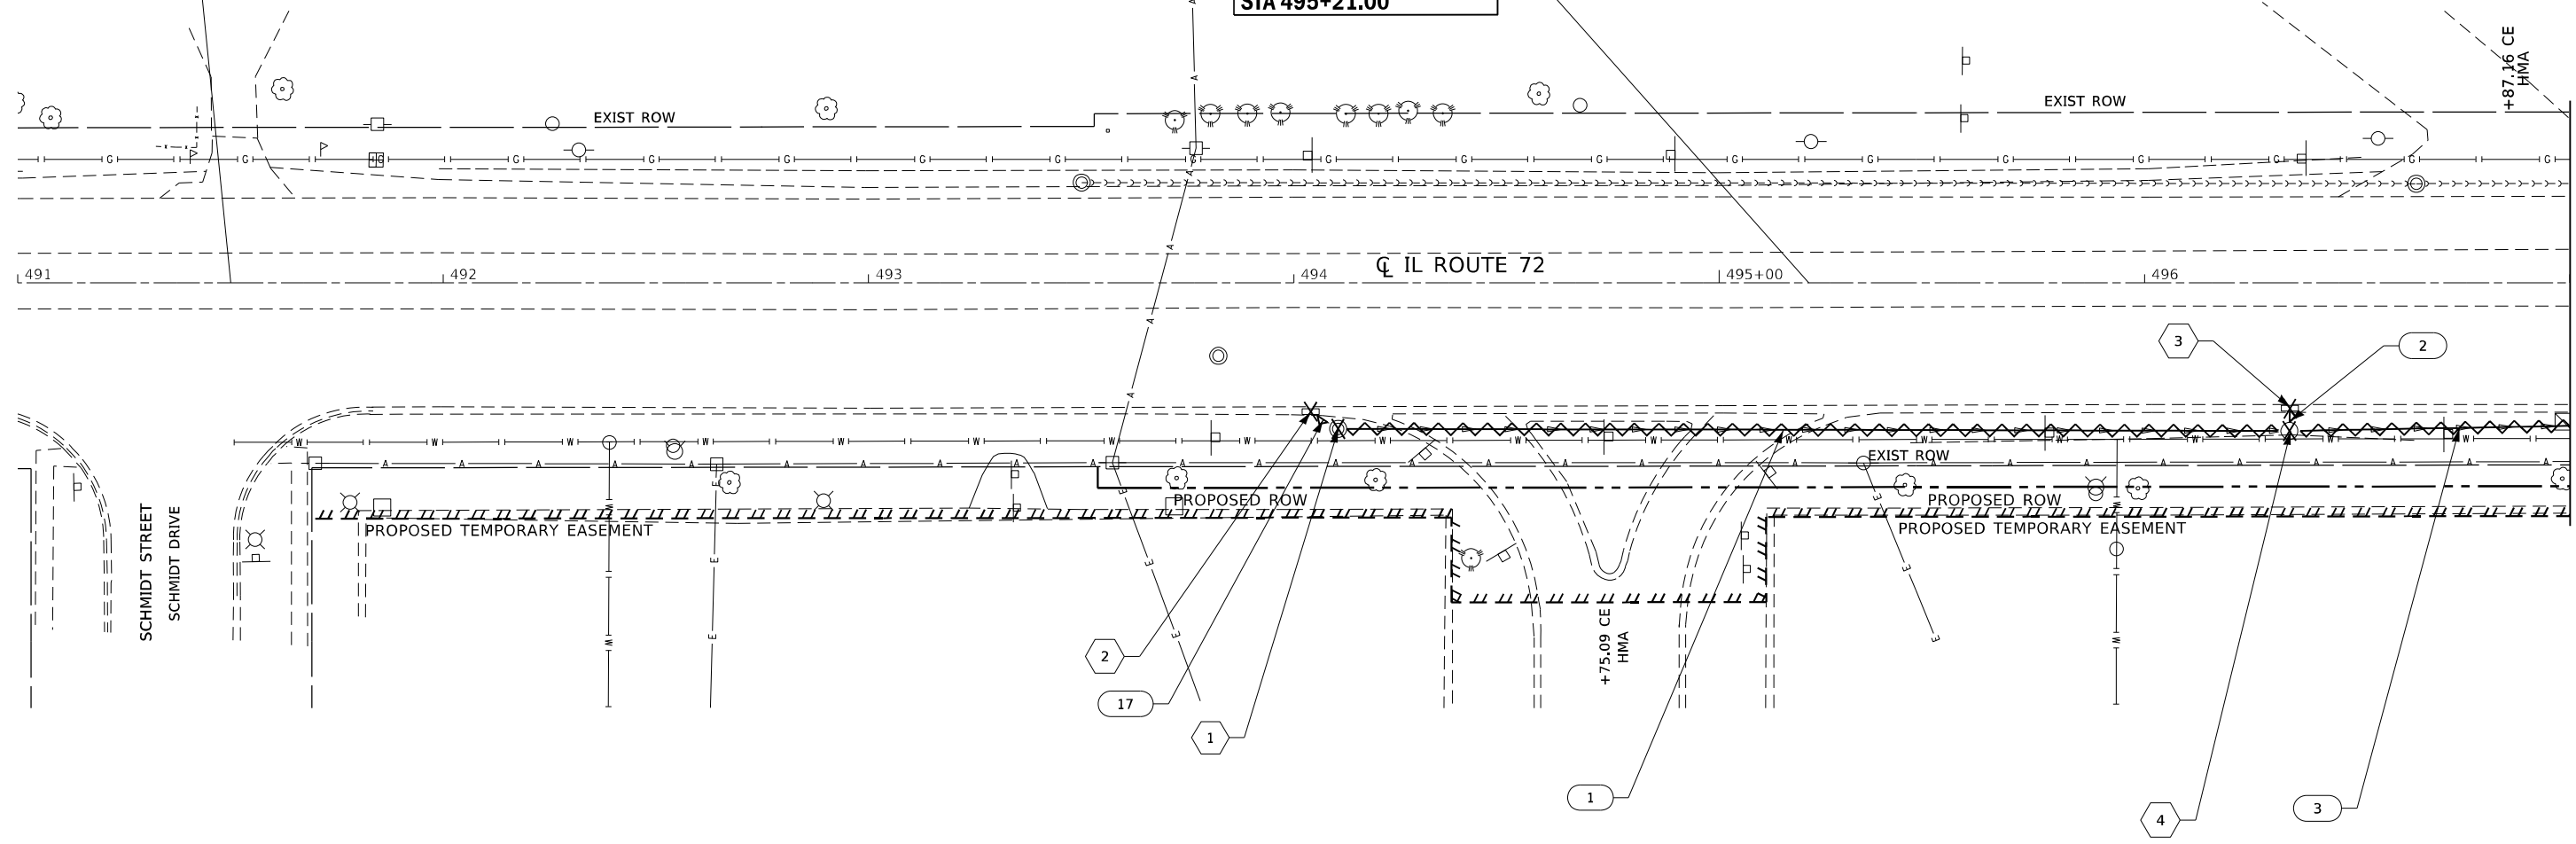 STA 495+21.00
+87.16 CE
HMA
EXIST ROW
EXIST ROW
G G G G G G G G G G G G G G G G G G G
A
A
A
A
A
A
℄ IL ROUTE 72
491 492 493 494 495+00 496
3
2
W W W W W W W W W W W W W W W W W
A A A A A A A A A A A A A A A A A A A
EXIST ROW
PROPOSED ROW
PROPOSED ROW
PROPOSED TEMPORARY EASEMENT
PROPOSED TEMPORARY EASEMENT
SCHMIDT STREET
SCHMIDT DRIVE
W
W
E
E
E
E
E
E
E
E
E
W
W
+75.09 CE
HMA
2
17
1
1
4
3